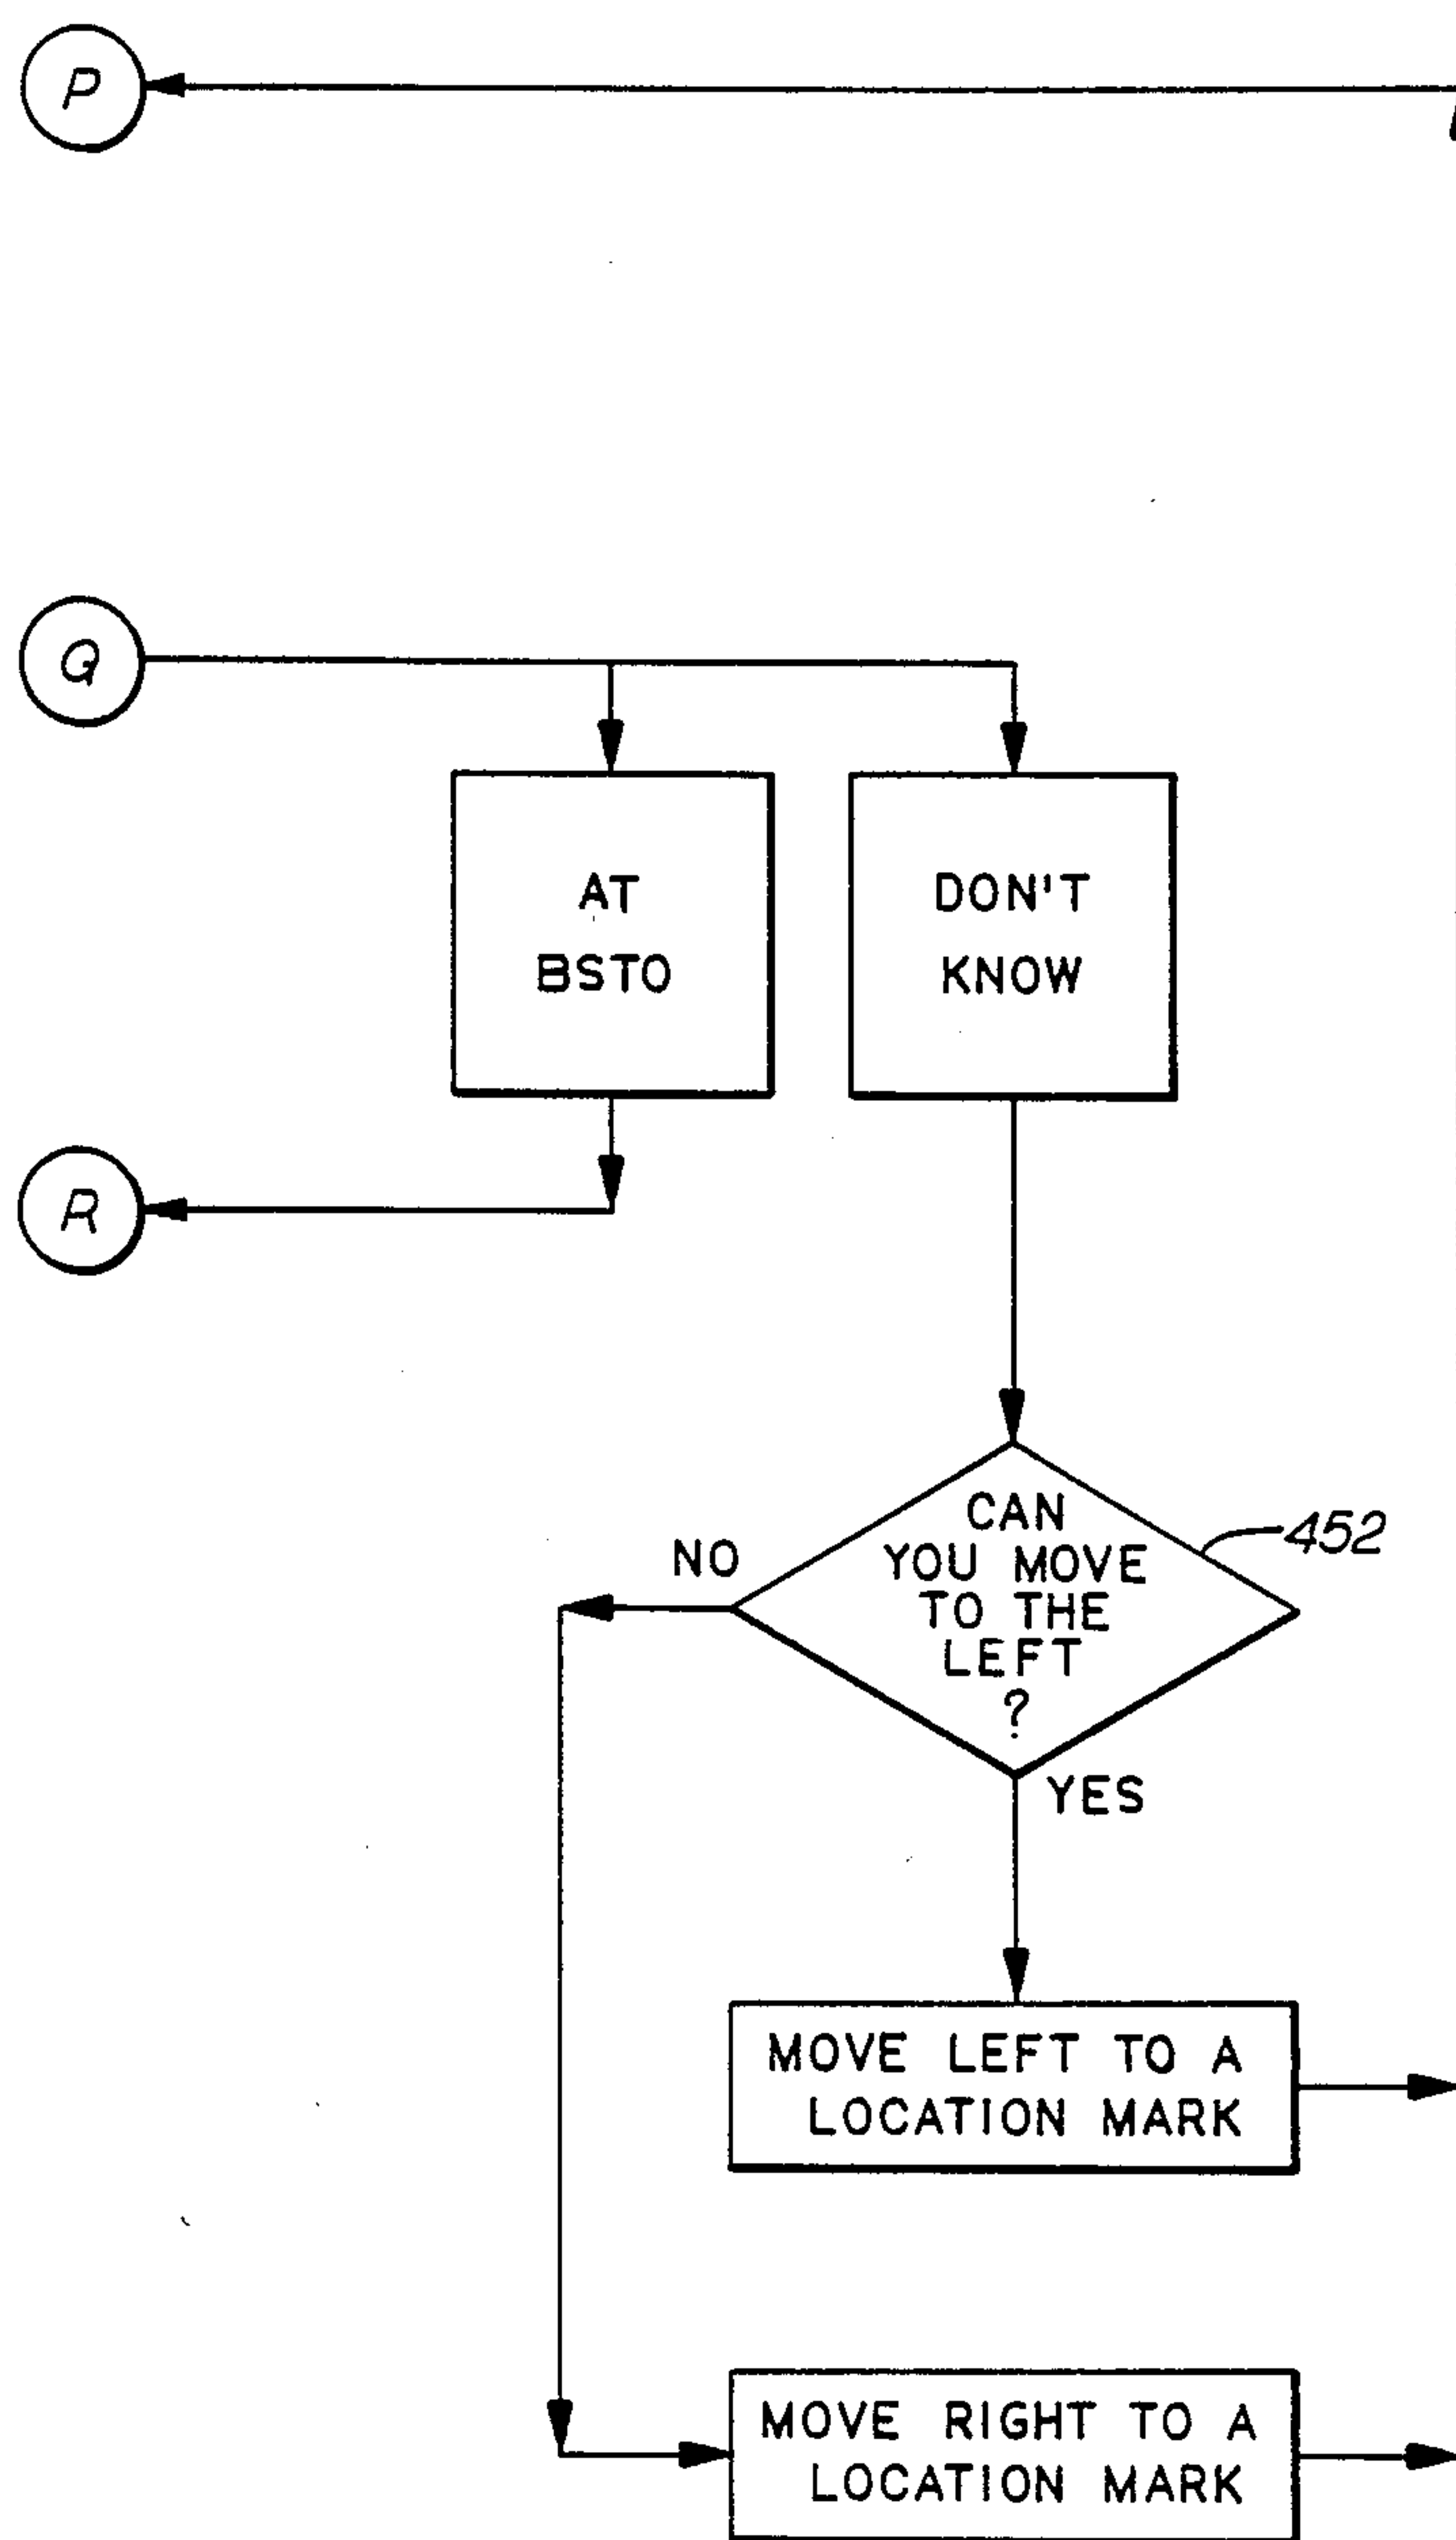 P
Q
AT
BSTO
DON'T
KNOW
R
CAN
YOU MOVE
TO THE
LEFT
?
452
NO
YES
MOVE LEFT TO A
LOCATION MARK
MOVE RIGHT TO A
LOCATION MARK